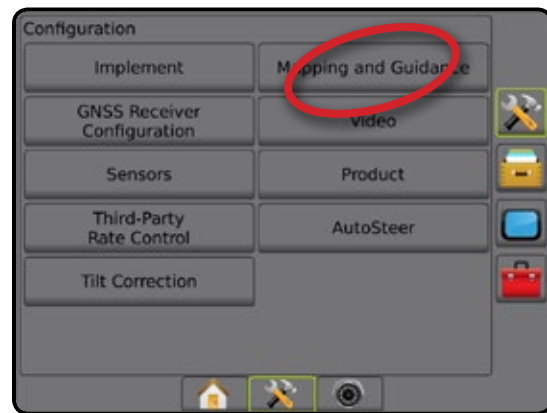 Configuration
Implement
Mapping and Guidance
GNSS Receiver
Configuration
Video
Sensors
Product
Third-Party
Rate Control
AutoSteer
Tilt Correction